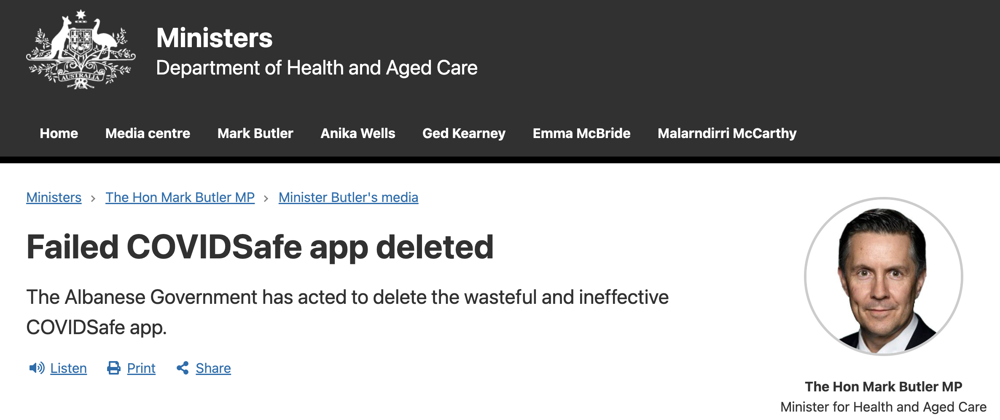 AUSTRALIA
Ministers
Department of Health and Aged Care
Home Media centre Mark Butler Anika Wells Ged Kearney Emma McBride Malarndirri McCarthy
Ministers > The Hon Mark Butler MP > Minister Butler's media
Failed COVIDSafe app deleted
The Albanese Government has acted to delete the wasteful and ineffective
COVIDSafe app.
Listen Print Share
The Hon Mark Butler MP
Minister for Health and Aged Care